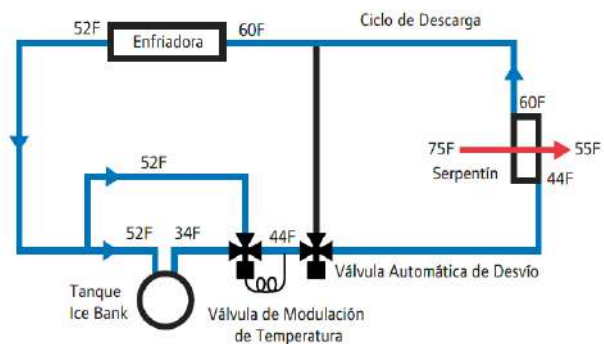 Ciclo de Descarga
52F
Enfriadora
60F
60F
75F
55F
Serpentín
44F
52F
52F
34F
44F
Válvula Automática de Desvío
Tanque
Ice Bank
Válvula de Modulación
de Temperatura